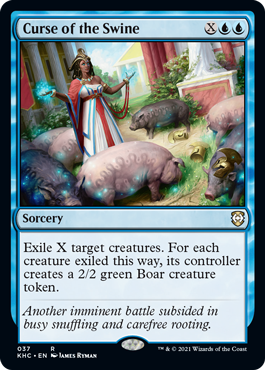 Curse of the Swine XUU
Sorcery
Exile X target creatures. For each
creature exiled this way, its controller
creates a 2/2 green Boar creature
token.
Another imminent battle subsided in
busy snuffling and carefree rooting.
037 R
KHC • EN JAMES RYMAN
™ & © 2021 Wizards of the Coast